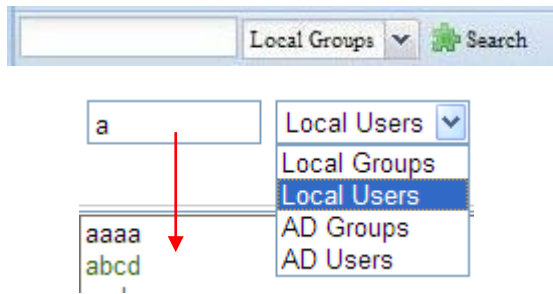 Local Groups Search
a Local Users
Local Groups
Local Users
AD Groups
AD Users
aaaa
abcd